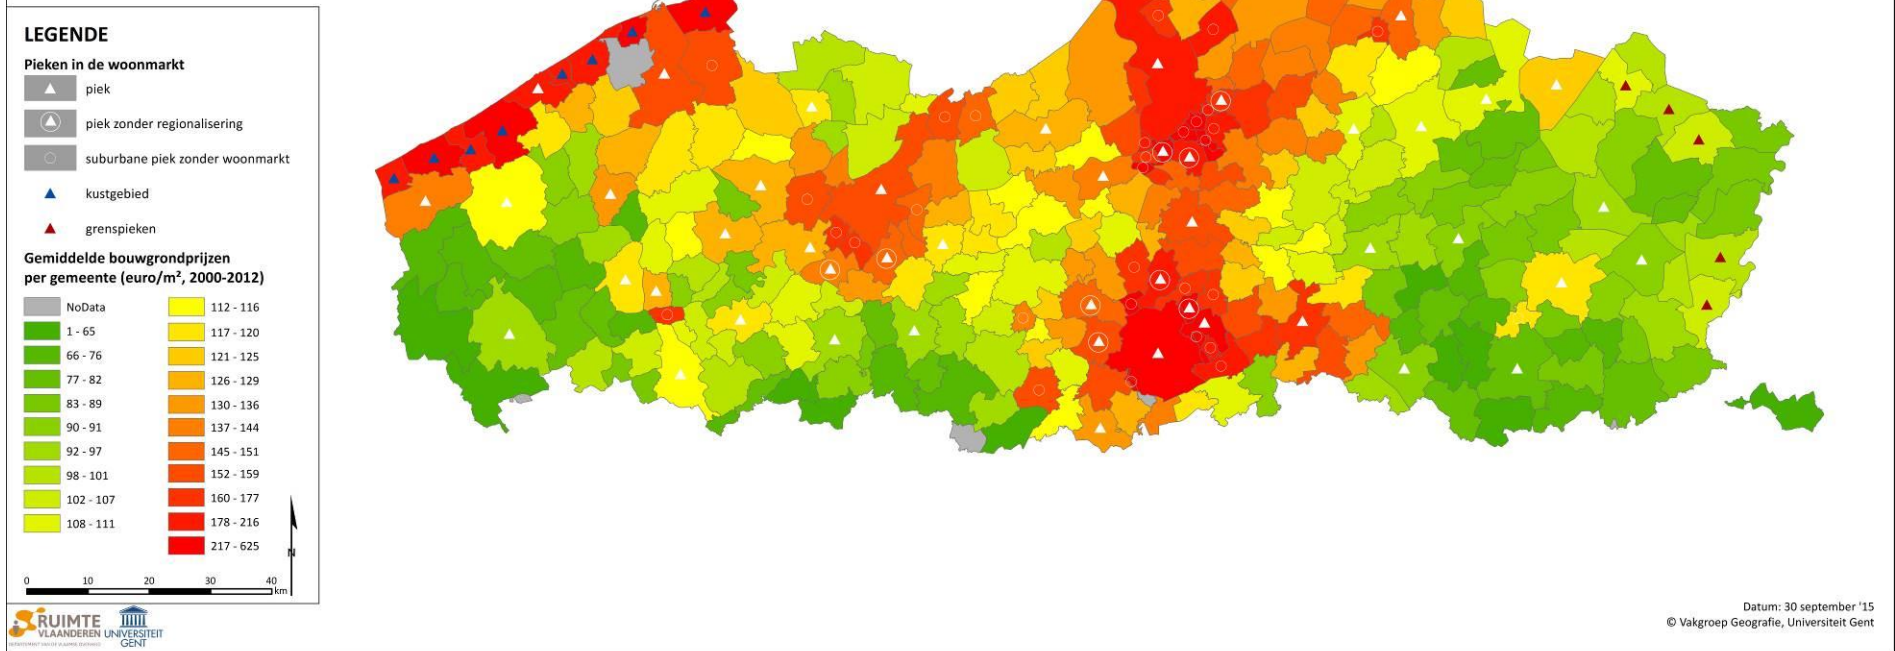 LEGENDE
Pieken in de woonmarkt
piek
piek zonder regionalisering
suburbane piek zonder woonmarkt
kustgebied
grenspieken
Gemiddelde bouwgrondprijzen
per gemeente (euro/m², 2000-2012)
NoData
1 - 65
66 - 76
77 - 82
83 - 89
90 - 91
92 - 97
98 - 101
102 - 107
108 - 111
112 - 116
117 - 120
121 - 125
126 - 129
130 - 136
137 - 144
145 - 151
152 - 159
160 - 177
178 - 216
217 - 625
N
0 10 20 30 40
km
RUIMTE
VLAANDEREN
UNIVERSITEIT
GENT
Datum: 30 september '15
© Vakgroep Geografie, Universiteit Gent